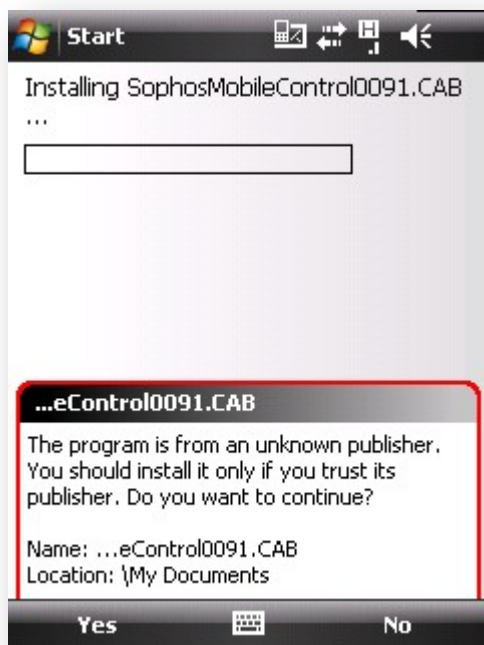 Start
Installing SophosMobileControl0091.CAB
...
...eControl0091.CAB
The program is from an unknown publisher.
You should install it only if you trust its
publisher. Do you want to continue?
Name: ...eControl0091.CAB
Location: \My Documents
Yes
No